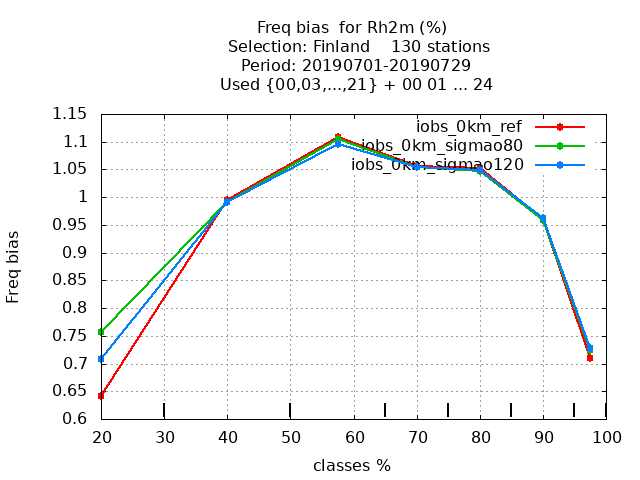 Freq bias  for Rh2m (%)
Selection: Finland    130 stations
Period: 20190701-20190729
Used {00,03,...,21} + 00 01 ... 24
iobs_0km_ref
iobs_0km_sigmao80
iobs_0km_sigmao120
1.15
1.1
1.05
1
0.95
0.9
0.85
0.8
0.75
0.7
0.65
0.6
Freq bias
20 30 40 50 60 70 80 90 100
classes %